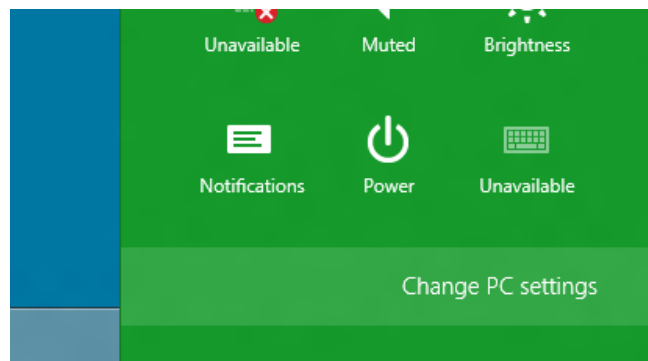 Unavailable Muted Brightness
Notifications Power Unavailable
Change PC settings